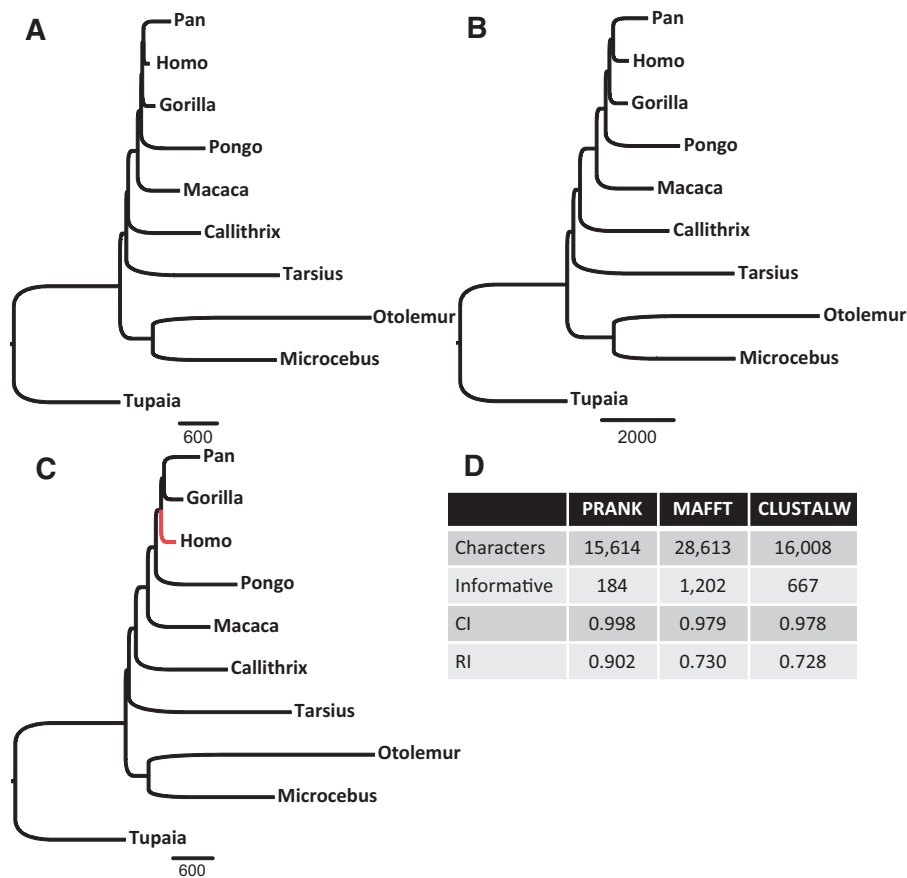 A
Pan
Homo
Gorilla
Pongo
Macaca
Callithrix
Tarsius
Otolemur
Microcebus
Tupaia
600
B
Pan
Homo
Gorilla
Pongo
Macaca
Callithrix
Tarsius
Otolemur
Microcebus
Tupaia
2000
C
Pan
Gorilla
Homo
Pongo
Macaca
Callithrix
Tarsius
Otolemur
Microcebus
Tupaia
600
D
PRANK MAFFT CLUSTALW
Characters 15,614 28,613 16,008
Informative 184 1,202 667
CI 0.998 0.979 0.978
RI 0.902 0.730 0.728